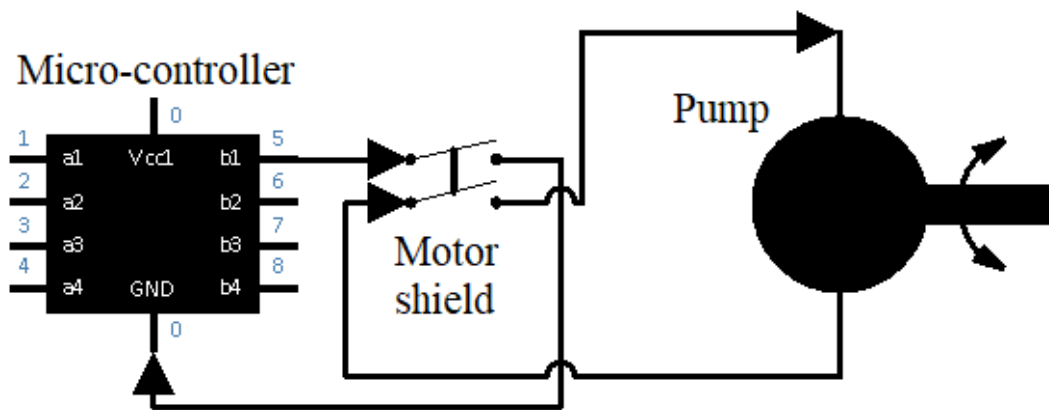 Micro-controller
0
1 a1 Vcc1 b1 5
2 a2 b2 6
3 a3 b3 7
4 a4 GND b4 8
0
Motor
shield
Pump